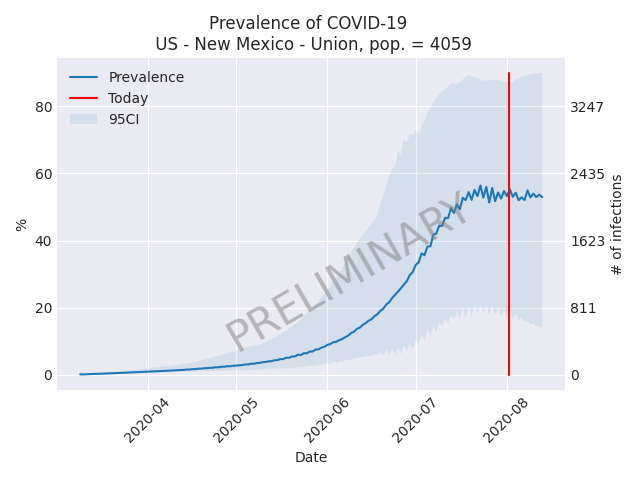 Prevalence of COVID-19
US - New Mexico - Union, pop. = 4059
Prevalence
Today
95CI
80
60
40
20
0
%
3247
2435
1623
811
0
# of infections
PRELIMINARY
2020-04
2020-05
2020-06
2020-07
2020-08
Date